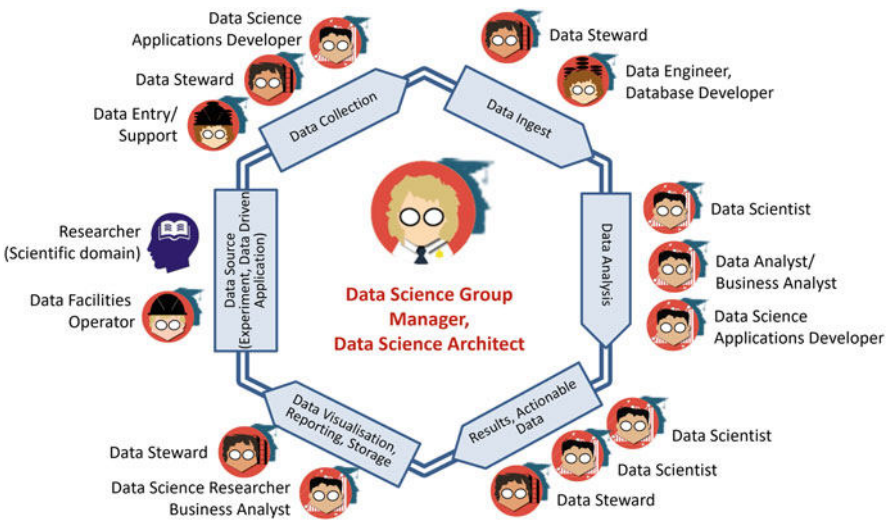 Data Science
Applications Developer
Data Steward
Data Entry/
Support
Data Collection
Data Steward
Data Engineer,
Database Developer
Data Ingest
Researcher
(Scientific domain)
Data Facilities
Operator
Data Source
(Experiment, Data Driven
Application)
Data Science Group
Manager,
Data Science Architect
Data Analysis
Data Scientist
Data Analyst/
Business Analyst
Data Science
Applications Developer
Data Visualisation,
Reporting, Storage
Data Steward
Data Science Researcher
Business Analyst
Results, Actionable
Data
Data Scientist
Data Scientist
Data Steward